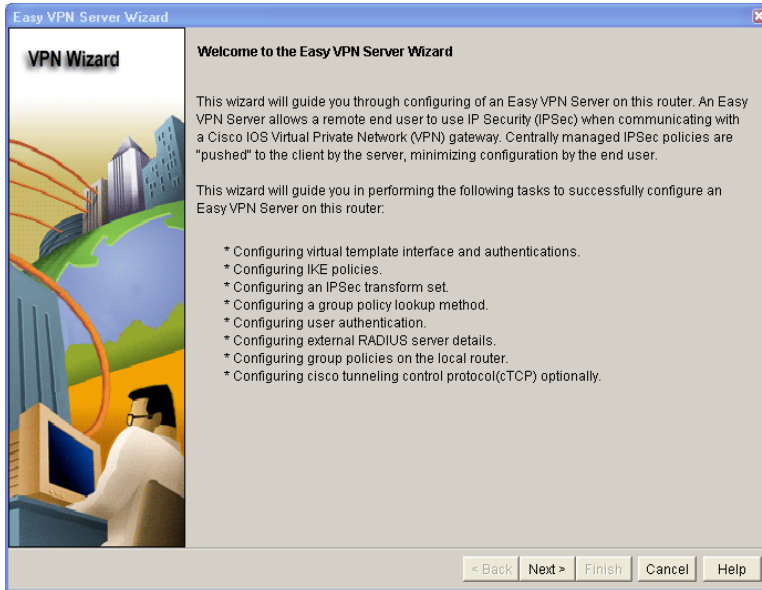 Easy VPN Server Wizard
VPN Wizard
Welcome to the Easy VPN Server Wizard
This wizard will guide you through configuring of an Easy VPN Server on this router. An Easy
VPN Server allows a remote end user to use IP Security (IPSec) when communicating with
a Cisco IOS Virtual Private Network (VPN) gateway. Centrally managed IPSec policies are
"pushed" to the client by the server, minimizing configuration by the end user.
This wizard will guide you in performing the following tasks to successfully configure an
Easy VPN Server on this router:
* Configuring virtual template interface and authentications.
* Configuring IKE policies.
* Configuring an IPSec transform set.
* Configuring a group policy lookup method.
* Configuring user authentication.
* Configuring external RADIUS server details.
* Configuring group policies on the local router.
* Configuring cisco tunneling control protocol(cTCP) optionally.
< Back Next > Finish Cancel Help